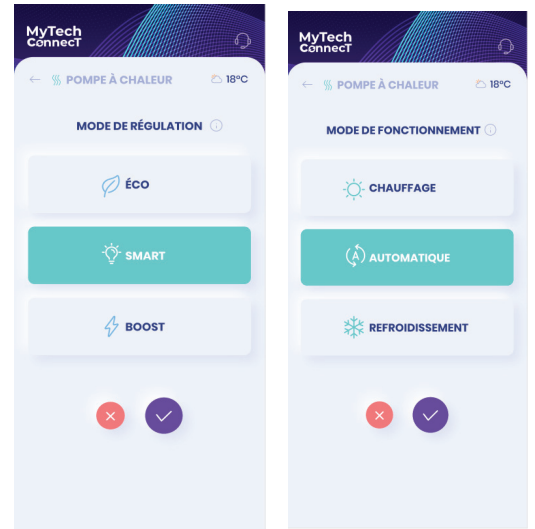 MyTech
ConnecT
POMPE À CHALEUR 18°C
MODE DE RÉGULATION
ÉCO
SMART
BOOST
MyTech
ConnecT
POMPE À CHALEUR 18°C
MODE DE FONCTIONNEMENT
CHAUFFAGE
A AUTOMATIQUE
REFROIDISSEMENT